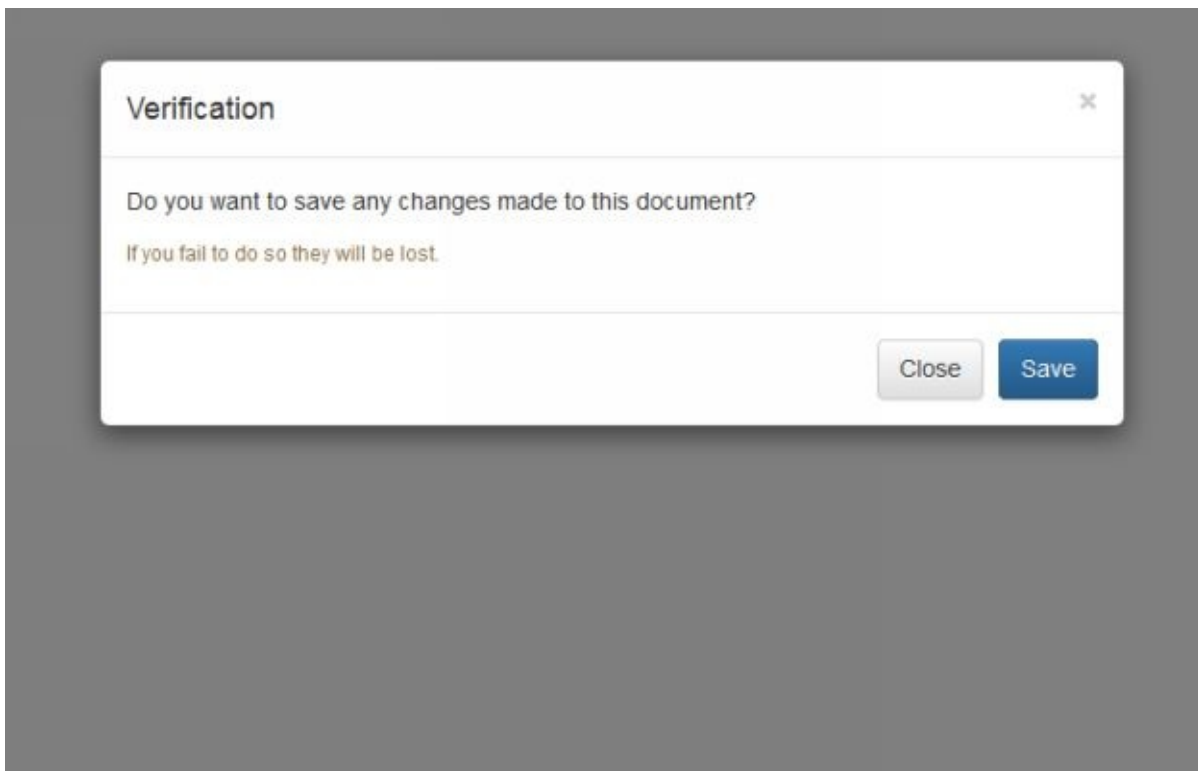 Verification
×
Do you want to save any changes made to this document?
If you fail to do so they will be lost.
Close
Save